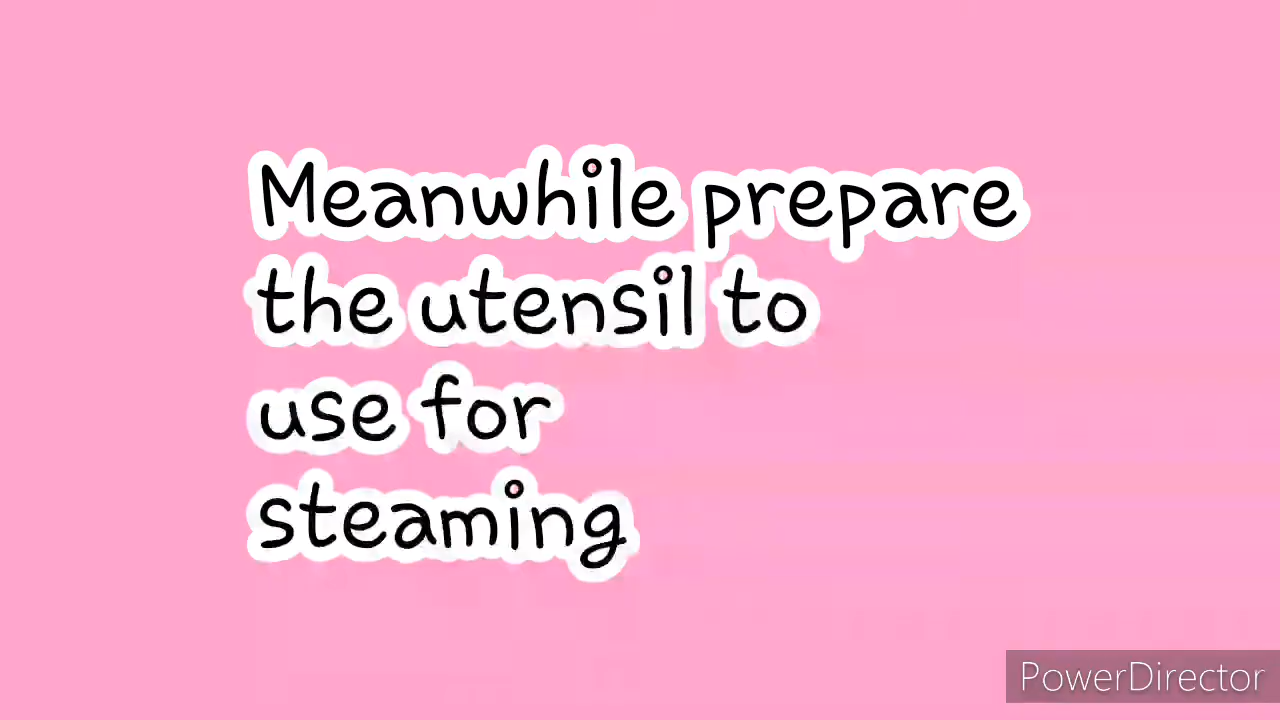 Meanwhile prepare
the utensil to
use for
steaming
PowerDirector